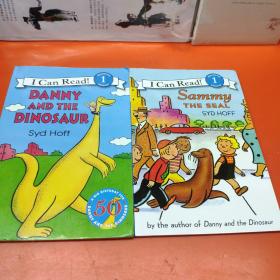 I Can Read!
1
DANNY
AND THE
DINOSAUR
Syd Hoff
50
I Can Read!
1
Sammy
THE SEAL
SYD HOFF
by the author of Danny and the Dinosaur